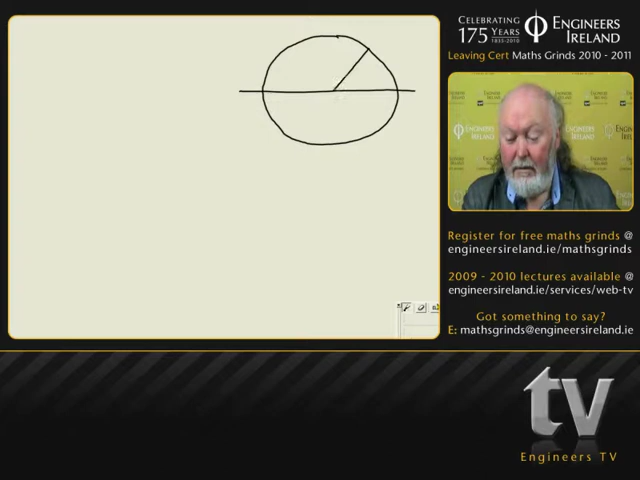 CELEBRATING
175 YEARS
1835-2010
ENGINEERS
IRELAND
Leaving Cert Maths Grinds 2010 - 2011
ENGINEERS
IRELAND
Register for free maths grinds @
engineersireland.ie/mathsgrinds
2009 - 2010 lectures available @
engineersireland.ie/services/web-tv
Got something to say?
E: mathsgrinds@engineersireland.ie
tv
Engineers TV